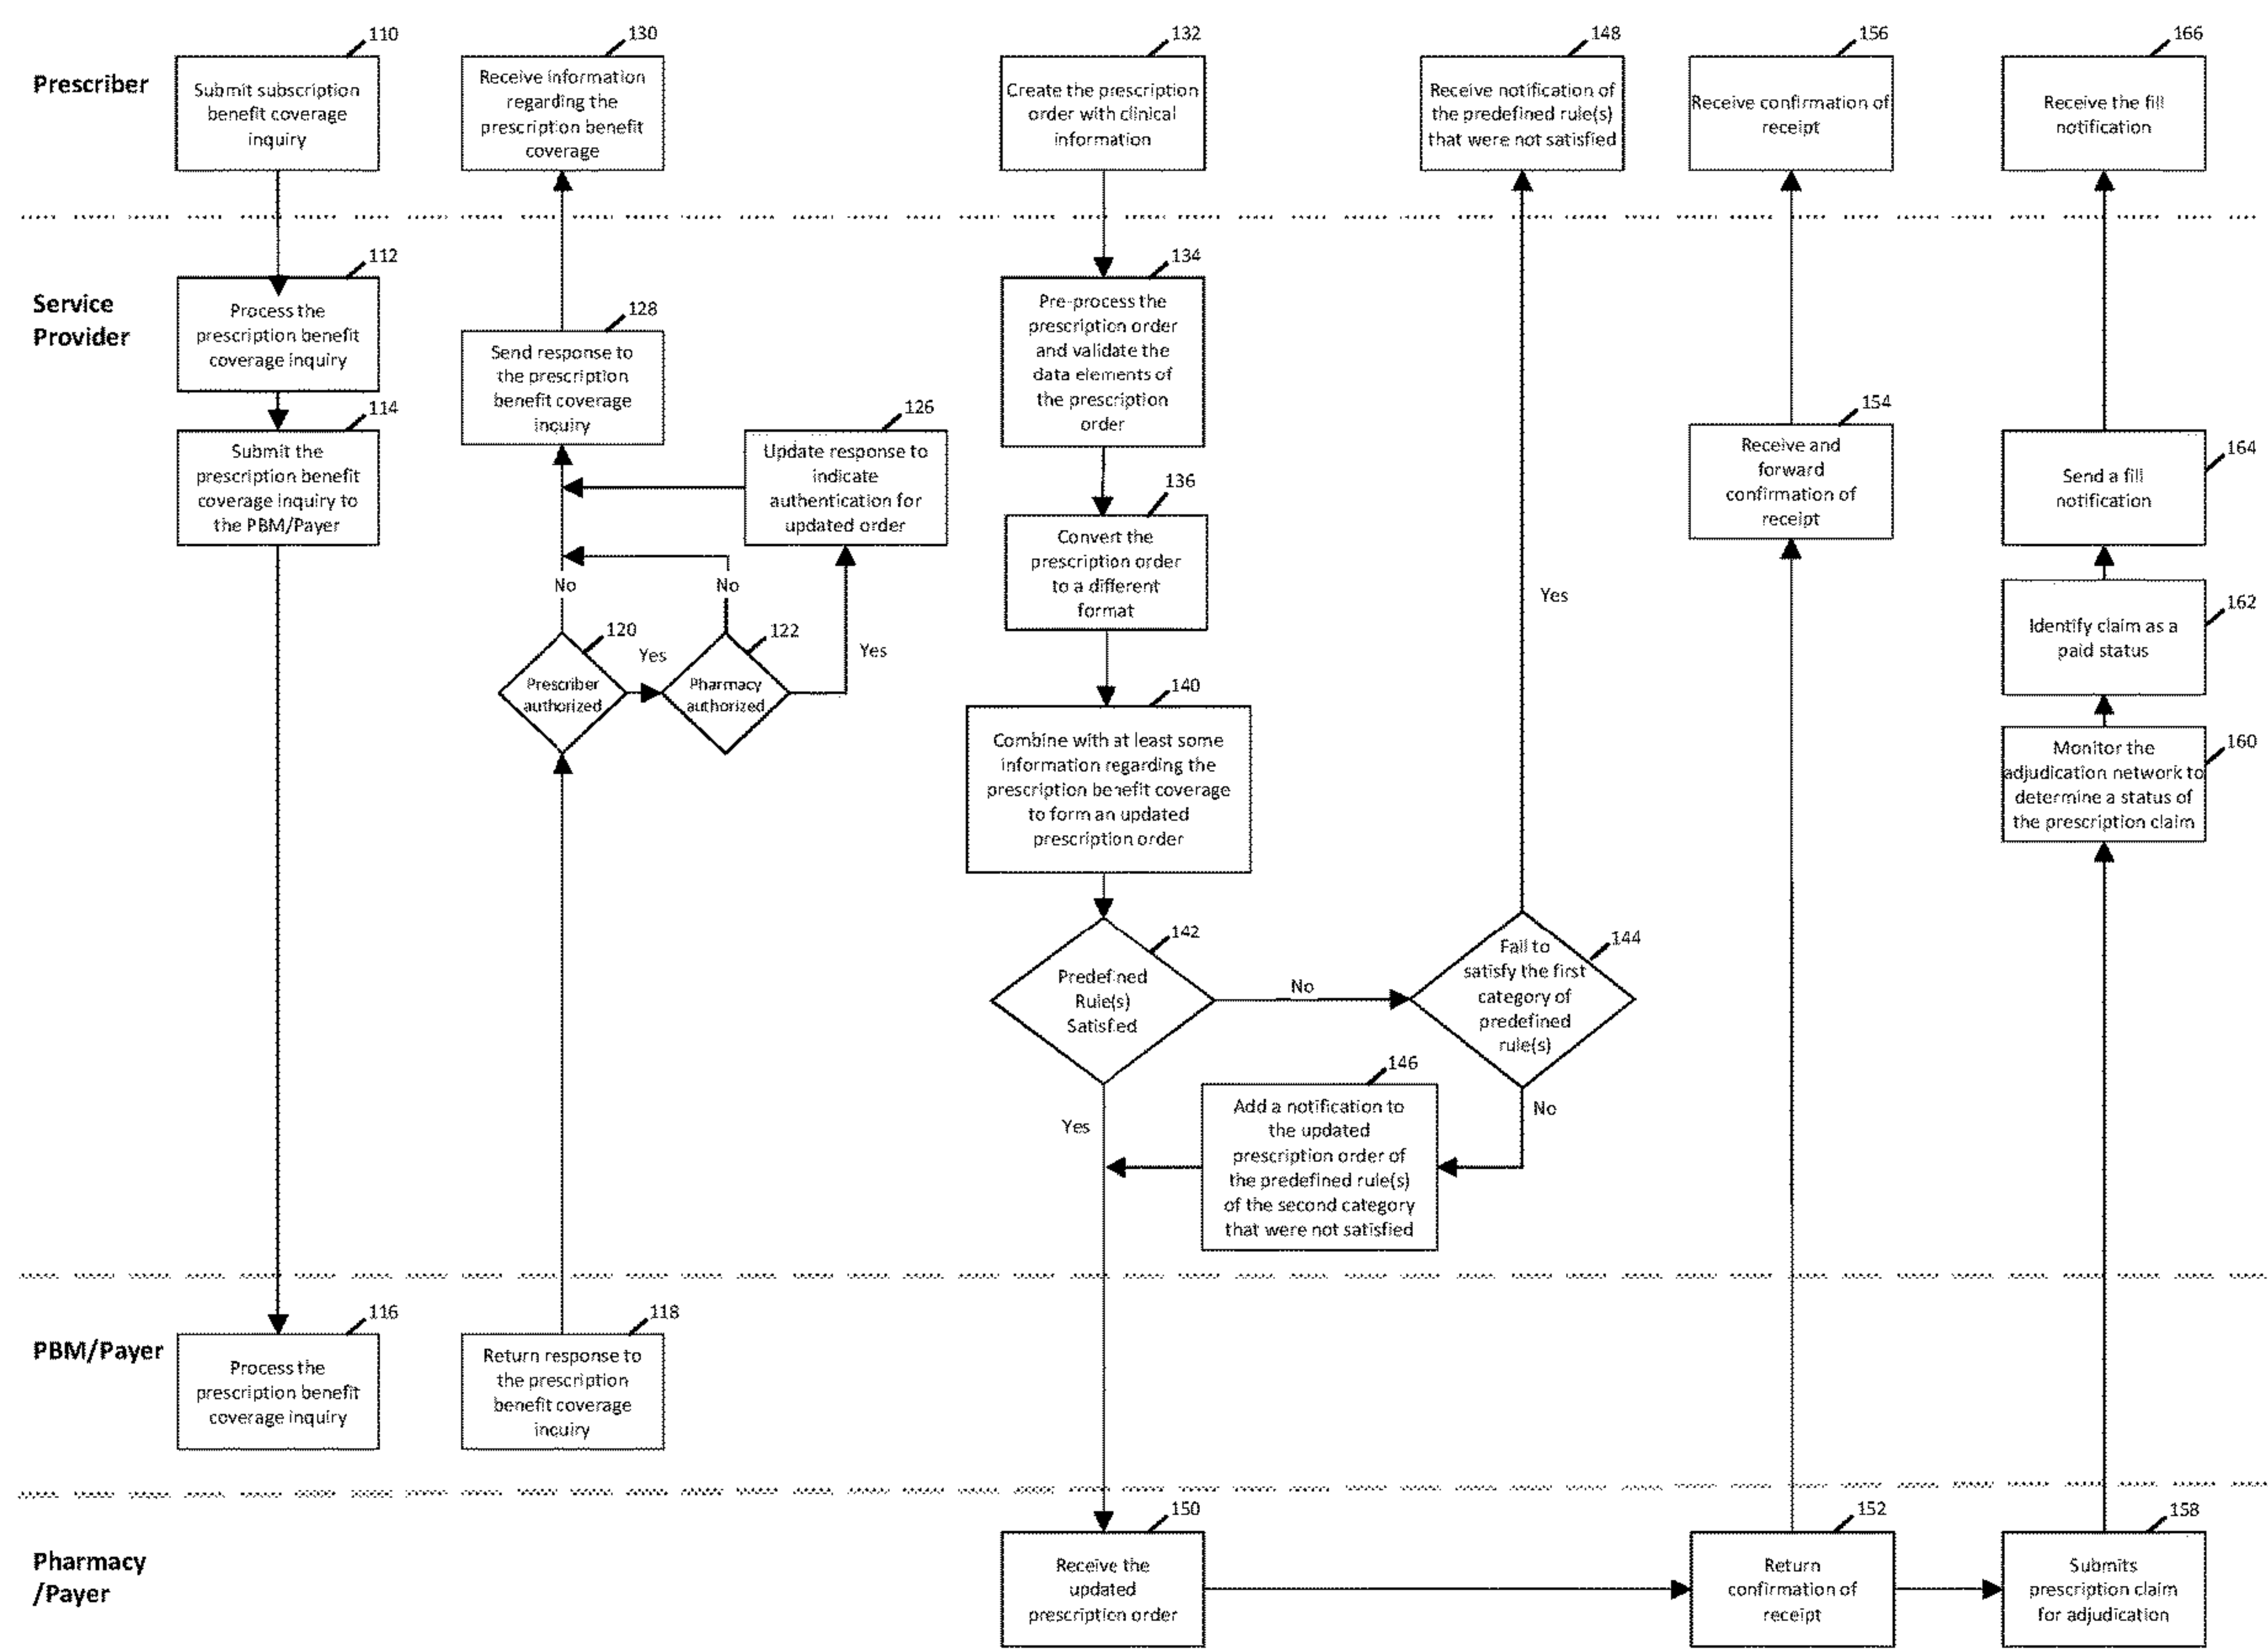 Prescriber
110
Submit subscription
benefit coverage
inquiry
130
Receive information
regarding the
prescription benefit
coverage
132
Create the prescription
order with clinical
information
148
Receive notification of
the predefined rule(s)
that were not satisfied
156
Receive confirmation of
receipt
166
Receive the fill
notification
Service
Provider
112
Process the
prescription benefit
coverage inquiry
114
Submit the
prescription benefit
coverage inquiry to
the PBM/Payer
128
Send response to
the prescription
benefit coverage
inquiry
126
Update response to
indicate
authentication for
updated order
No
No
120
Prescriber
authorized
Yes
122
Pharmacy
authorized
Yes
134
Pre-process the
prescription order
and validate the
data elements of
the prescription
order
136
Convert the
prescription order
to a different
format
140
Combine with at least some
information regarding the
prescription benefit coverage
to form an updated
prescription order
142
Predefined
Rule(s)
Satisfied
No
Yes
144
Fail to
satisfy the first
category of
predefined
rule(s)
Yes
No
146
Add a notification to
the updated
prescription order of
the predefined rule(s)
of the second category
that were not satisfied
154
Receive and
forward
confirmation of
receipt
164
Send a fill
notification
162
Identify claim as a
paid status
160
Monitor the
adjudication network to
determine a status of
the prescription claim
PBM/Payer
116
Process the
prescription benefit
coverage inquiry
118
Return response to
the prescription
benefit coverage
inquiry
Pharmacy
/Payer
150
Receive the
updated
prescription order
152
Return
confirmation of
receipt
158
Submits
prescription claim
for adjudication